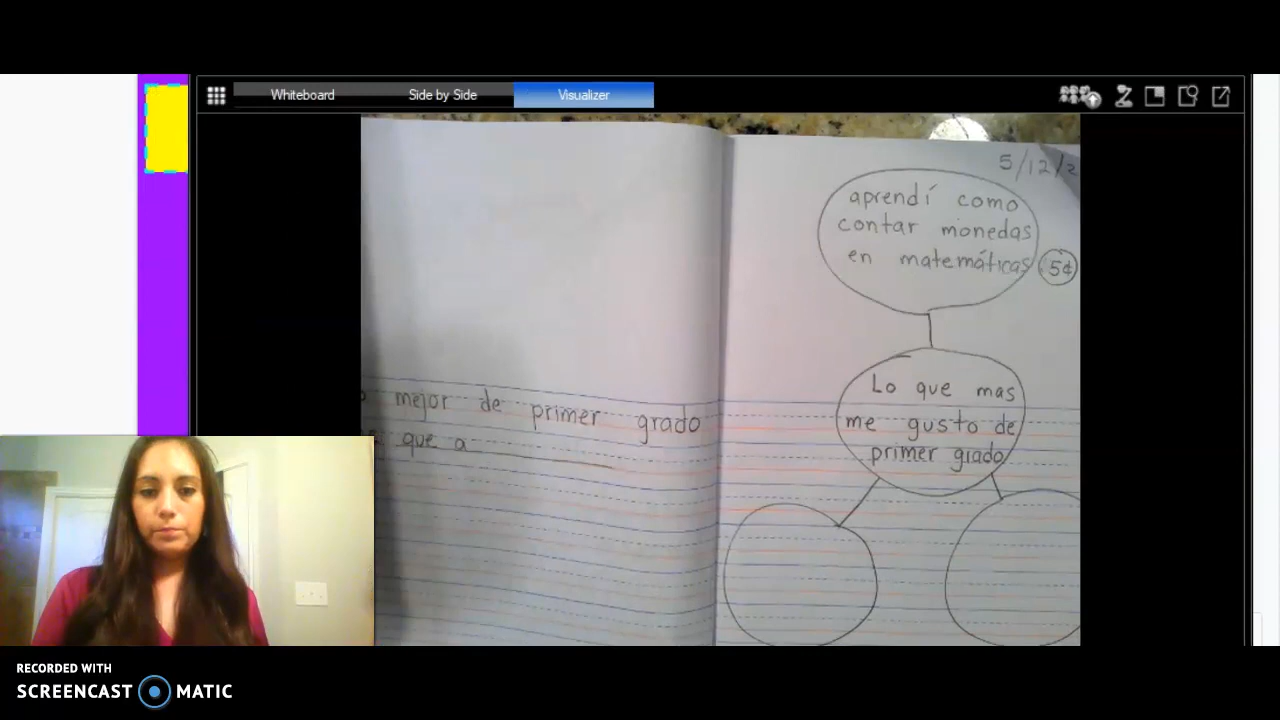 Whiteboard
Side by Side
Visualizer
5/12/2
aprendí como
contar monedas
en matemáticas
5¢
Lo que mas
me gusto de
primer grado
mejor de primer grado
que a
RECORDED WITH
SCREENCAST MATIC